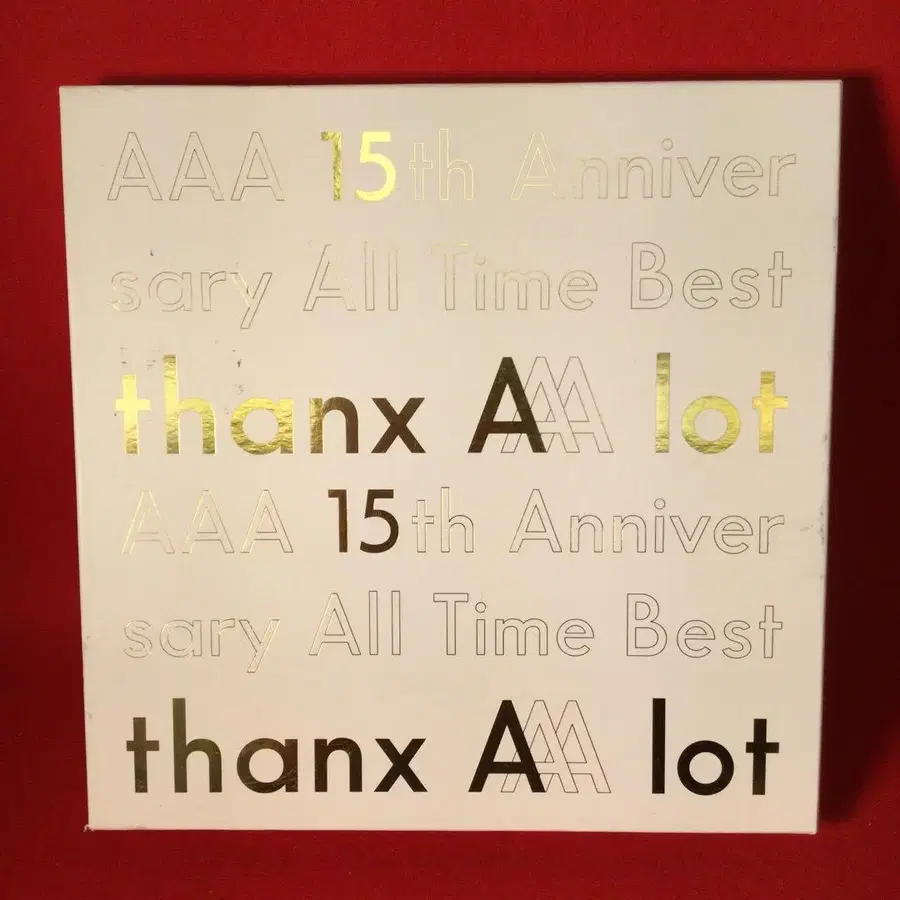 AAA 15th Anniver
sary All Time Best
thanx AAA lot
AAA 15th Anniver
sary All Time Best
thanx AAA lot